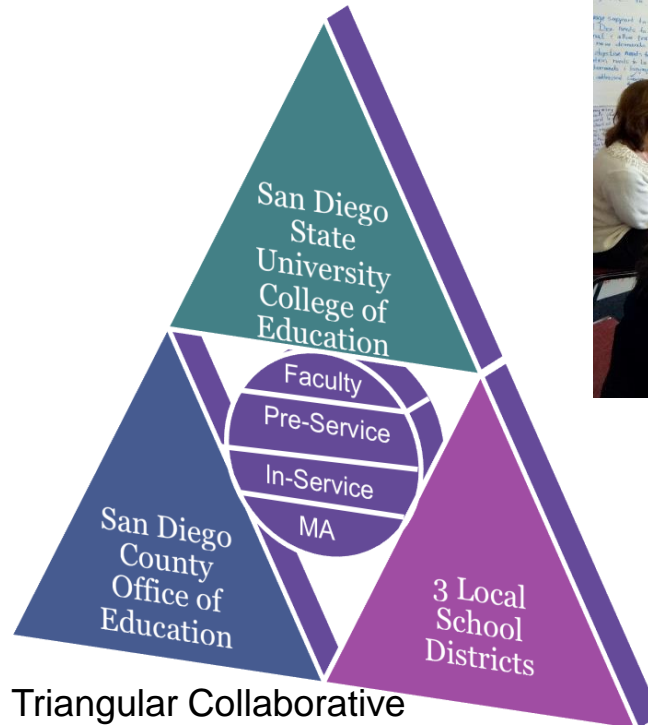 San Diego
State
University
College of
Education
Faculty
Pre-Service
In-Service
MA
San Diego
County
Office of
Education
3 Local
School
Districts
Triangular Collaborative